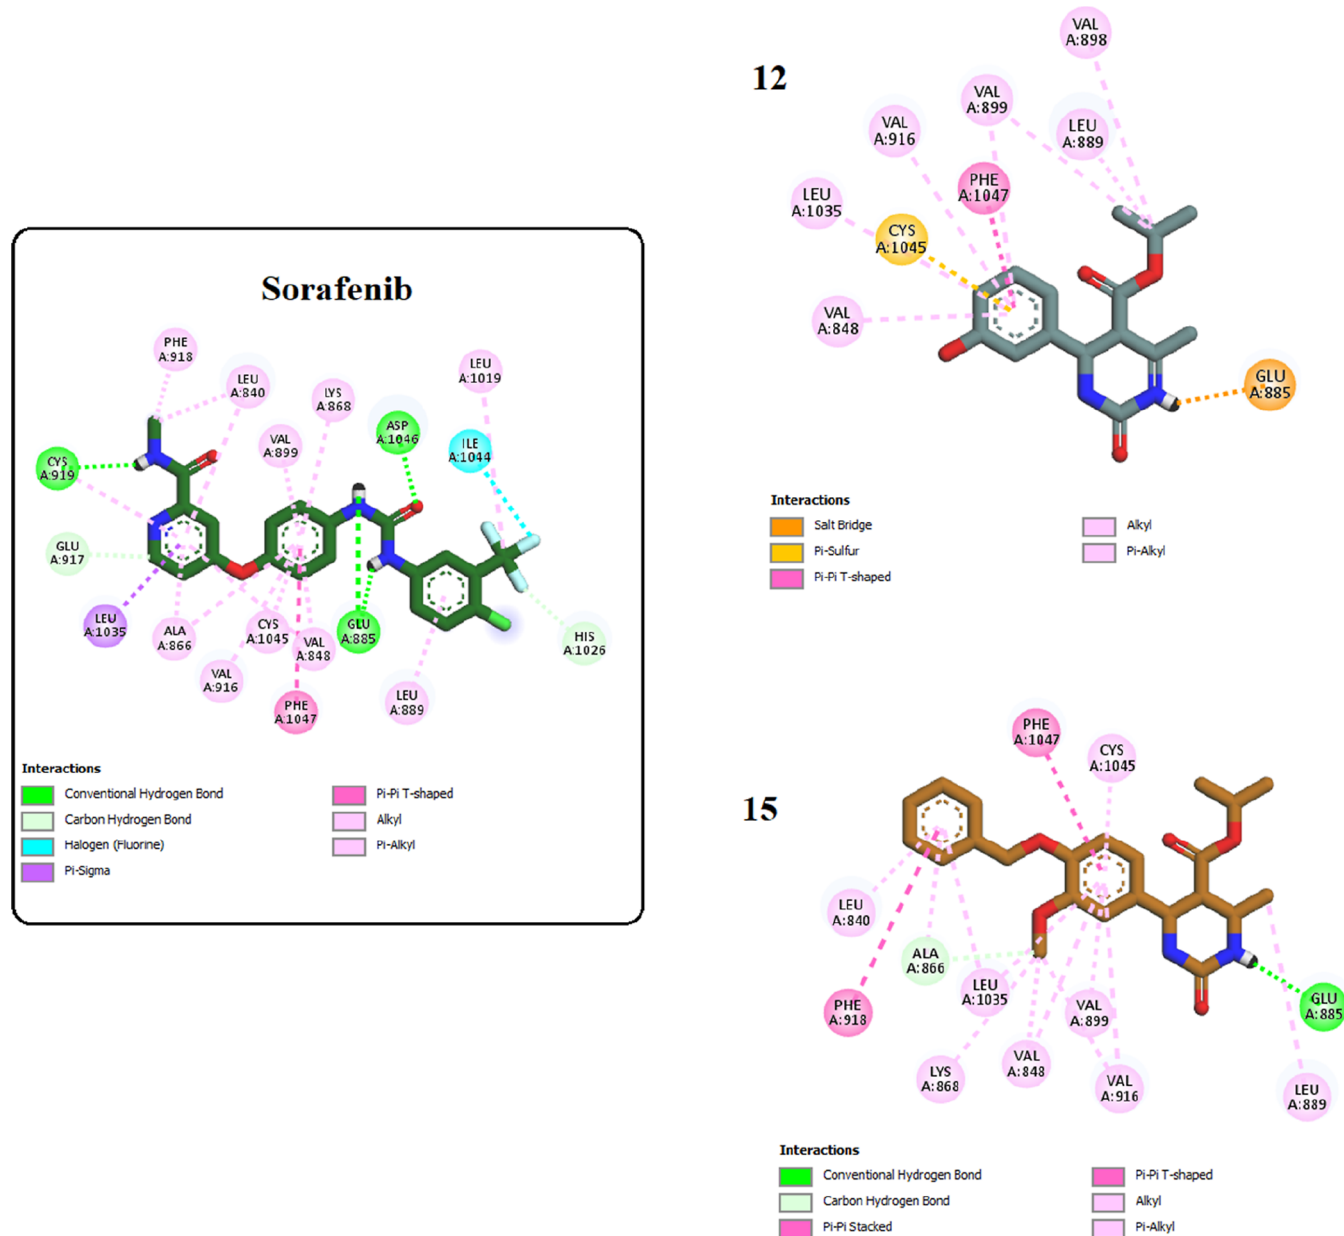 Sorafenib
PHE
A:918
LEU
A:840
LYS
A:868
LEU
A:1019
ASP
A:1046
ILE
A:1044
VAL
A:899
CYS
A:919
GLU
A:917
LEU
A:1035
ALA
A:866
CYS
A:1045
VAL
A:848
GLU
A:885
HIS
A:1026
VAL
A:916
PHE
A:1047
LEU
A:889
Interactions
Conventional Hydrogen Bond
Carbon Hydrogen Bond
Halogen (Fluorine)
Pi-Sigma
Pi-Pi T-shaped
Alkyl
Pi-Alkyl
12
VAL
A:898
VAL
A:899
VAL
A:916
LEU
A:889
PHE
A:1047
LEU
A:1035
CYS
A:1045
VAL
A:848
GLU
A:885
Interactions
Salt Bridge
Pi-Sulfur
Pi-Pi T-shaped
Alkyl
Pi-Alkyl
15
PHE
A:1047
CYS
A:1045
LEU
A:840
ALA
A:866
PHE
A:918
LEU
A:1035
VAL
A:899
GLU
A:885
LYS
A:868
VAL
A:848
VAL
A:916
LEU
A:889
Interactions
Conventional Hydrogen Bond
Carbon Hydrogen Bond
Pi-Pi Stacked
Pi-Pi T-shaped
Alkyl
Pi-Alkyl